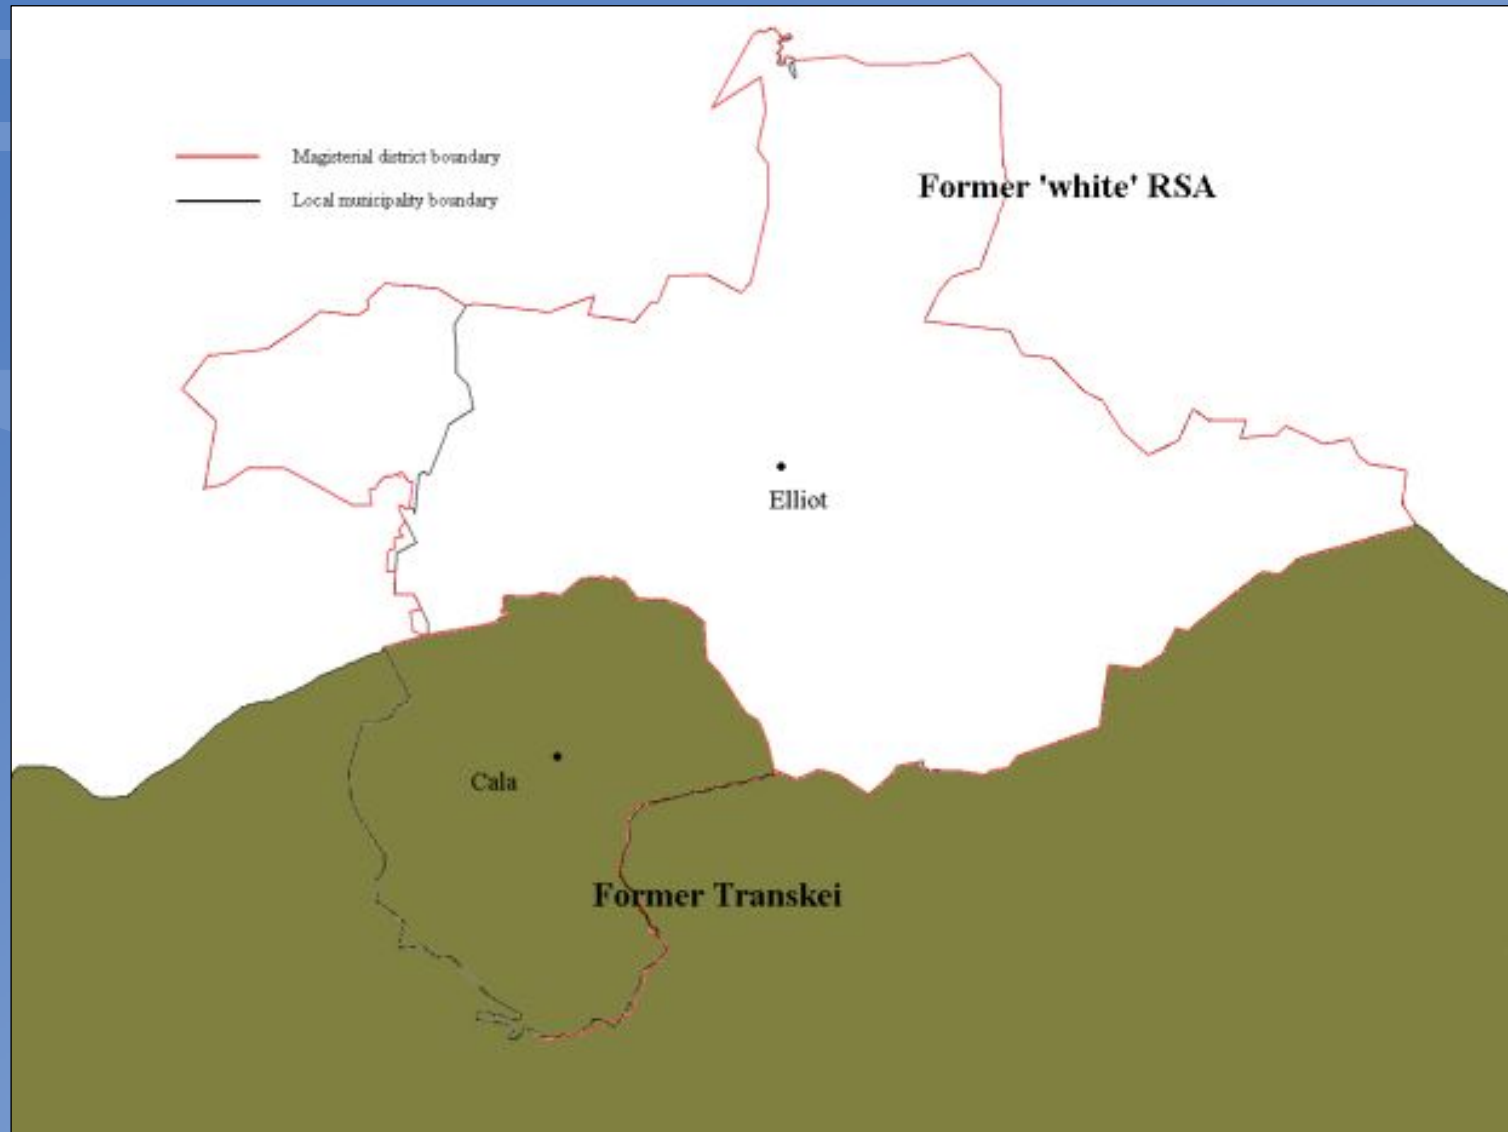 Magisterial district boundary
Local municipality boundary
Former 'white' RSA
Elliot
Cala
Former Transkei